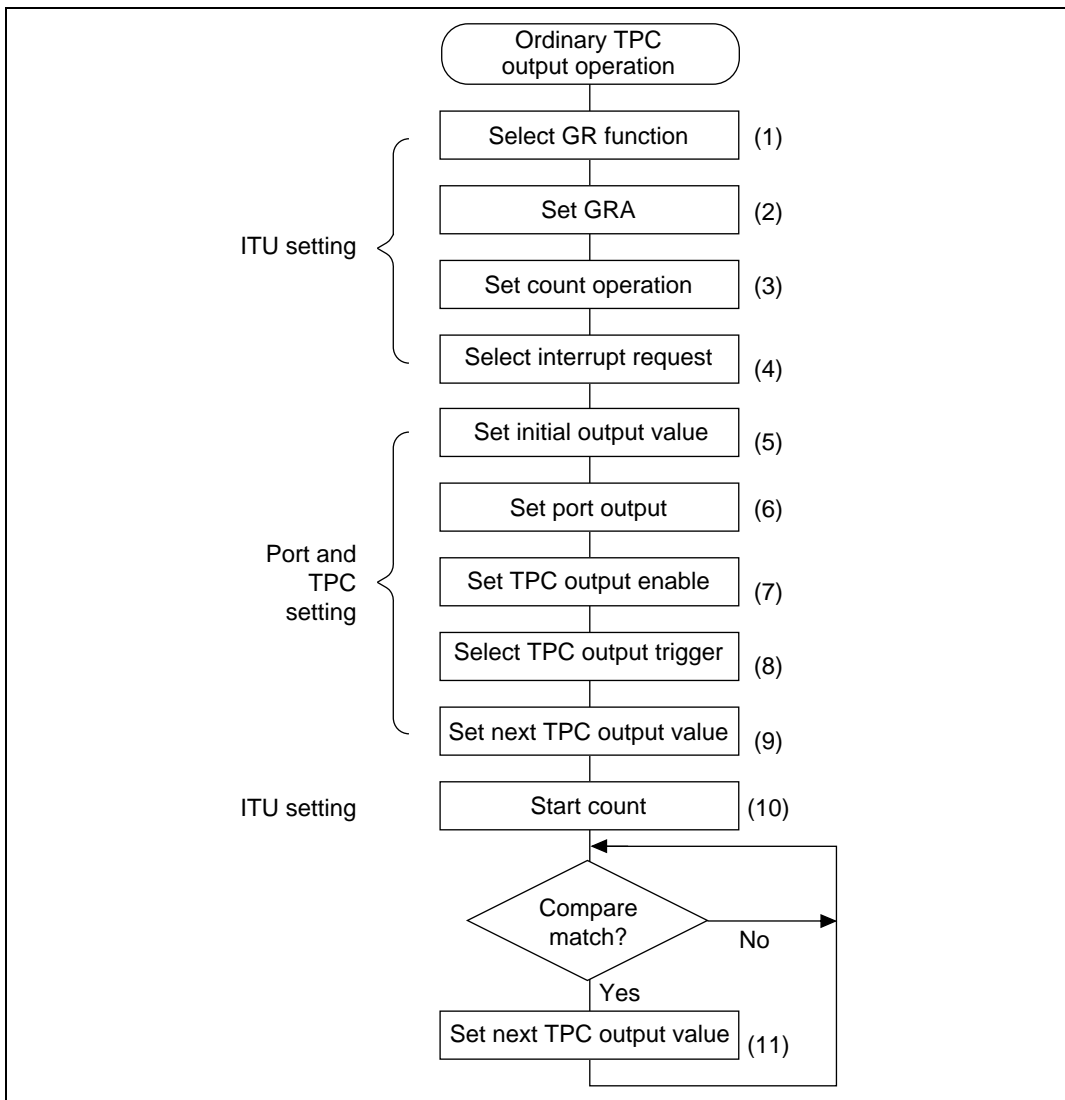 Ordinary TPC
output operation
Select GR function (1)
Set GRA (2)
ITU setting
Set count operation (3)
Select interrupt request (4)
Set initial output value (5)
Set port output (6)
Port and
TPC
setting
Set TPC output enable (7)
Select TPC output trigger (8)
Set next TPC output value (9)
ITU setting
Start count (10)
Compare
match?
No
Yes
Set next TPC output value (11)